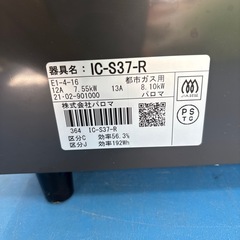 器具名: IC-S37-R
E1-4-16 都市ガス用
12A 7.55kW 13A 8.10kW
21-02-901000 パロマ
株式会社パロマ
364 IC-S37-R
区分C 効率56.3%
区分J 効率192Wh
PS
TG